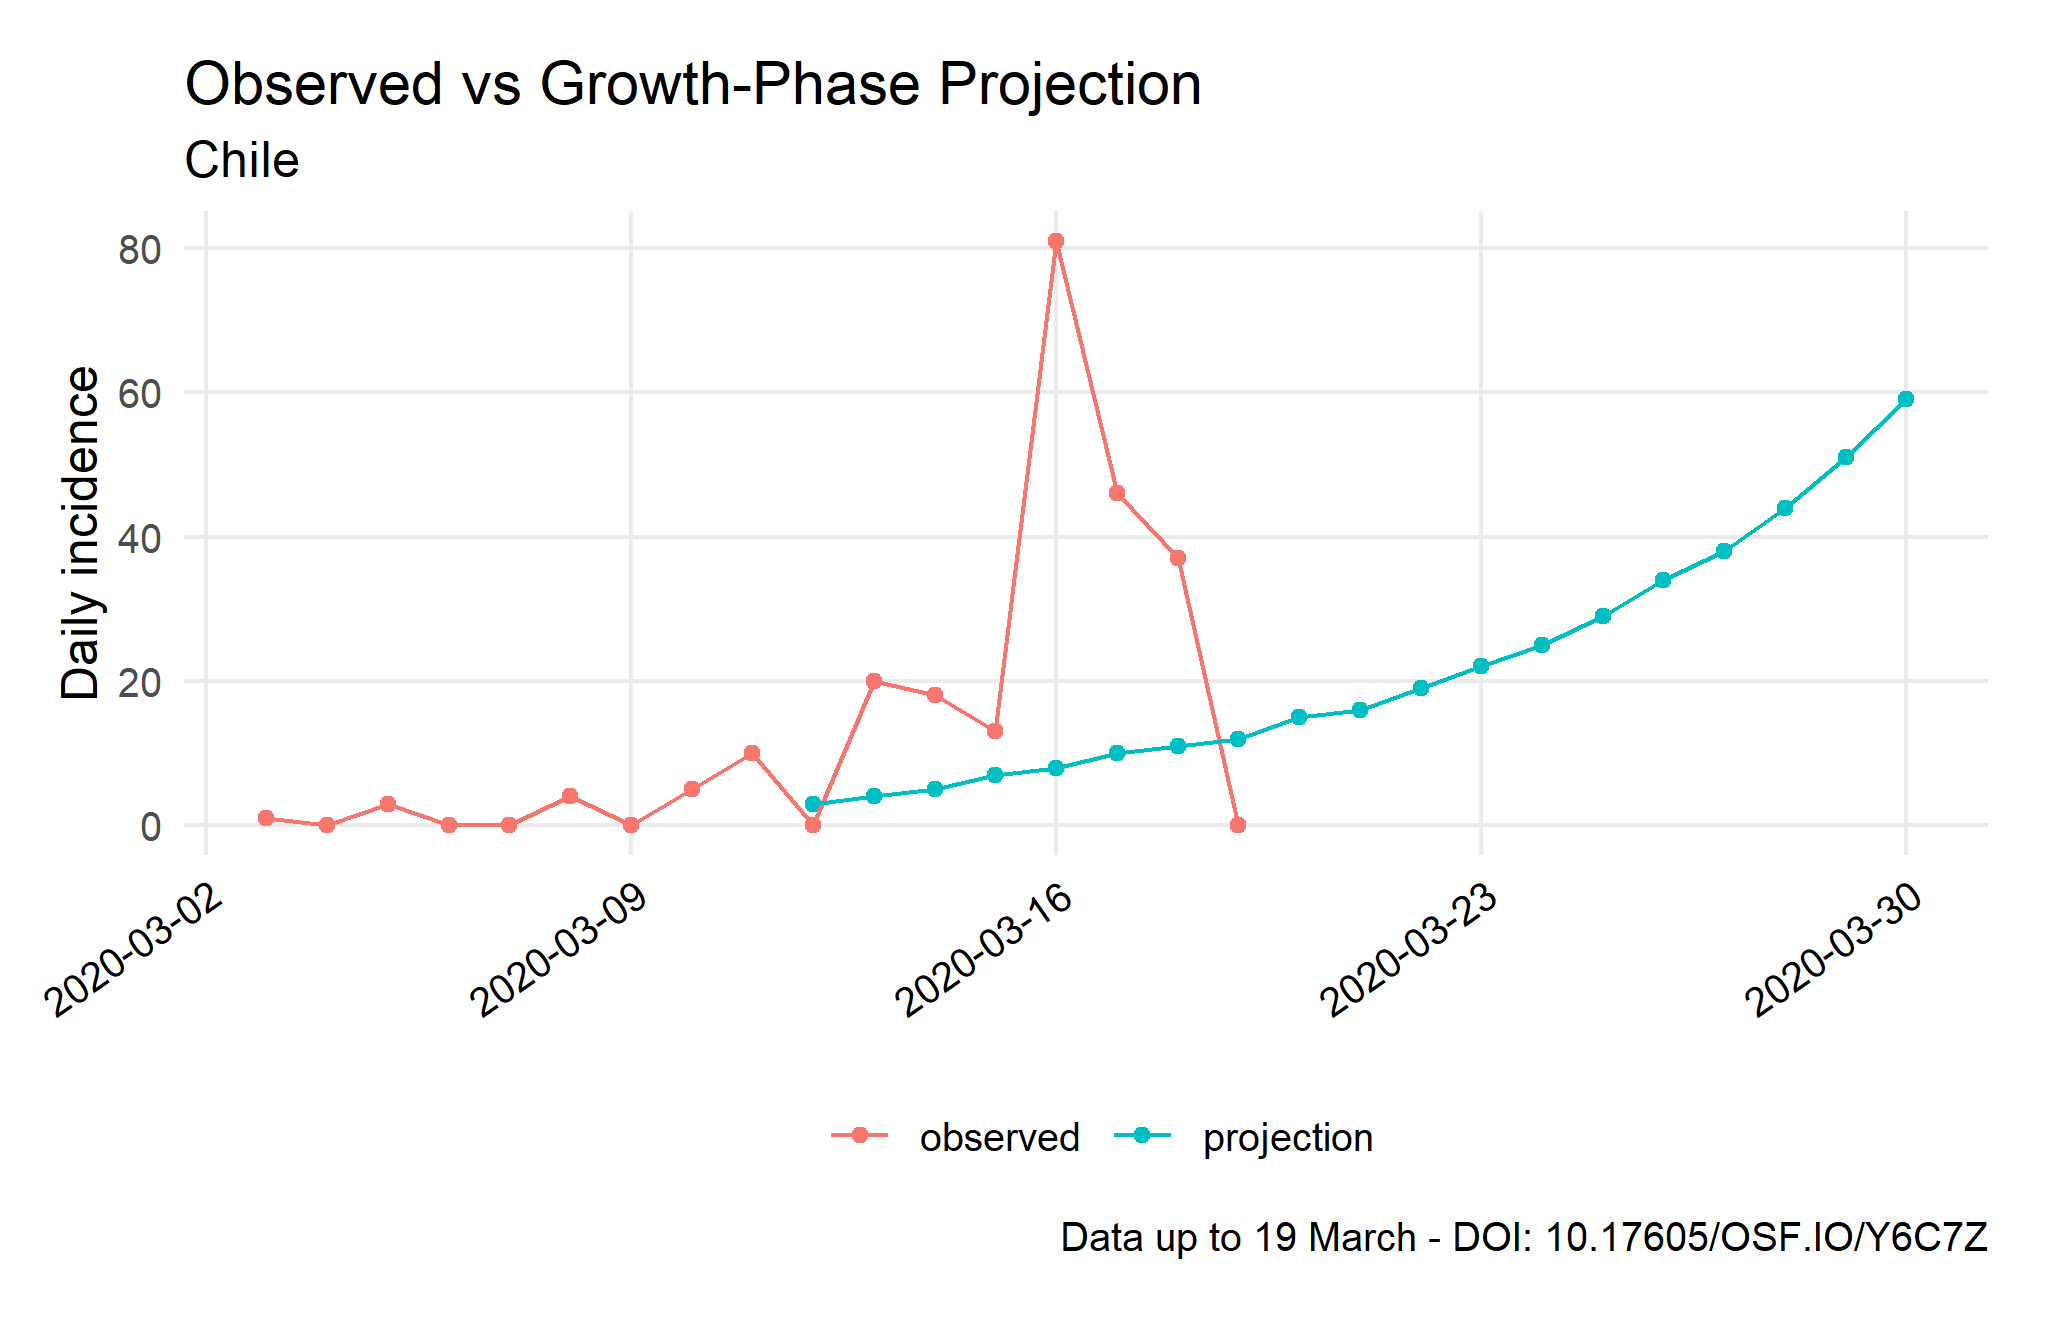 Observed vs Growth-Phase Projection
Chile
Daily incidence
80
60
40
20
0
2020-03-02
2020-03-09
2020-03-16
2020-03-23
2020-03-30
observed
projection
Data up to 19 March - DOI: 10.17605/OSF.IO/Y6C7Z